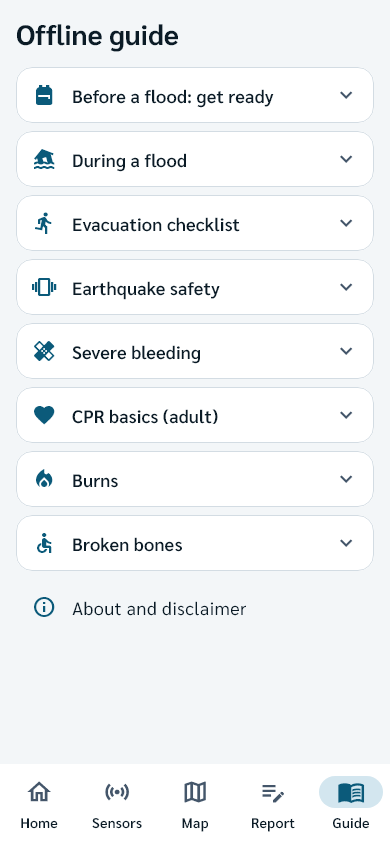 Offline guide
Before a flood: get ready
During a flood
Evacuation checklist
Earthquake safety
Severe bleeding
CPR basics (adult)
Burns
Broken bones
About and disclaimer
Home
Sensors
Map
Report
Guide